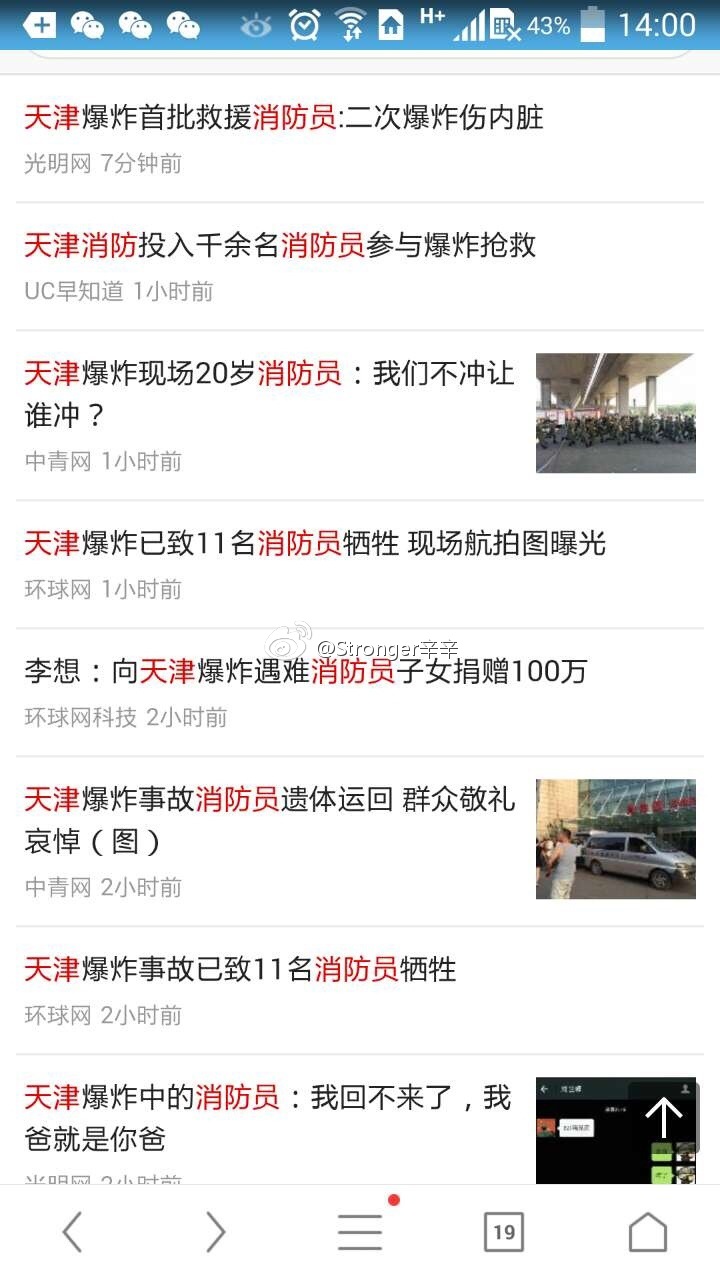 H+
43%
14:00
天津爆炸首批救援消防员:二次爆炸伤内脏
光明网 7分钟前
天津消防投入千余名消防员参与爆炸抢救
UC早知道 1小时前
天津爆炸现场20岁消防员：我们不冲让
谁冲？
中青网 1小时前
天津爆炸已致11名消防员牺牲 现场航拍图曝光
环球网 1小时前
@Stronger辛辛
李想：向天津爆炸遇难消防员子女捐赠100万
环球网科技 2小时前
天津爆炸事故消防员遗体运回 群众敬礼
哀悼（图）
中青网 2小时前
天津爆炸事故已致11名消防员牺牲
环球网 2小时前
天津爆炸中的消防员：我回不来了，我
爸就是你爸
光明网 2小时前
19